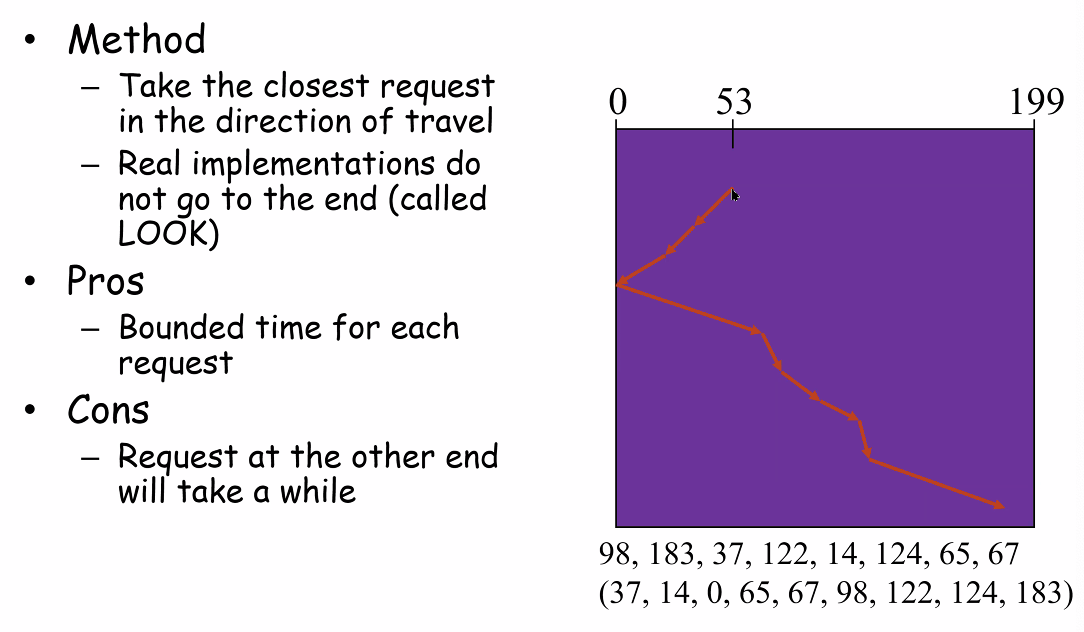 • Method
– Take the closest request
in the direction of travel
– Real implementations do
not go to the end (called
LOOK)
• Pros
– Bounded time for each
request
• Cons
– Request at the other end
will take a while
0 53 199
98, 183, 37, 122, 14, 124, 65, 67
(37, 14, 0, 65, 67, 98, 122, 124, 183)